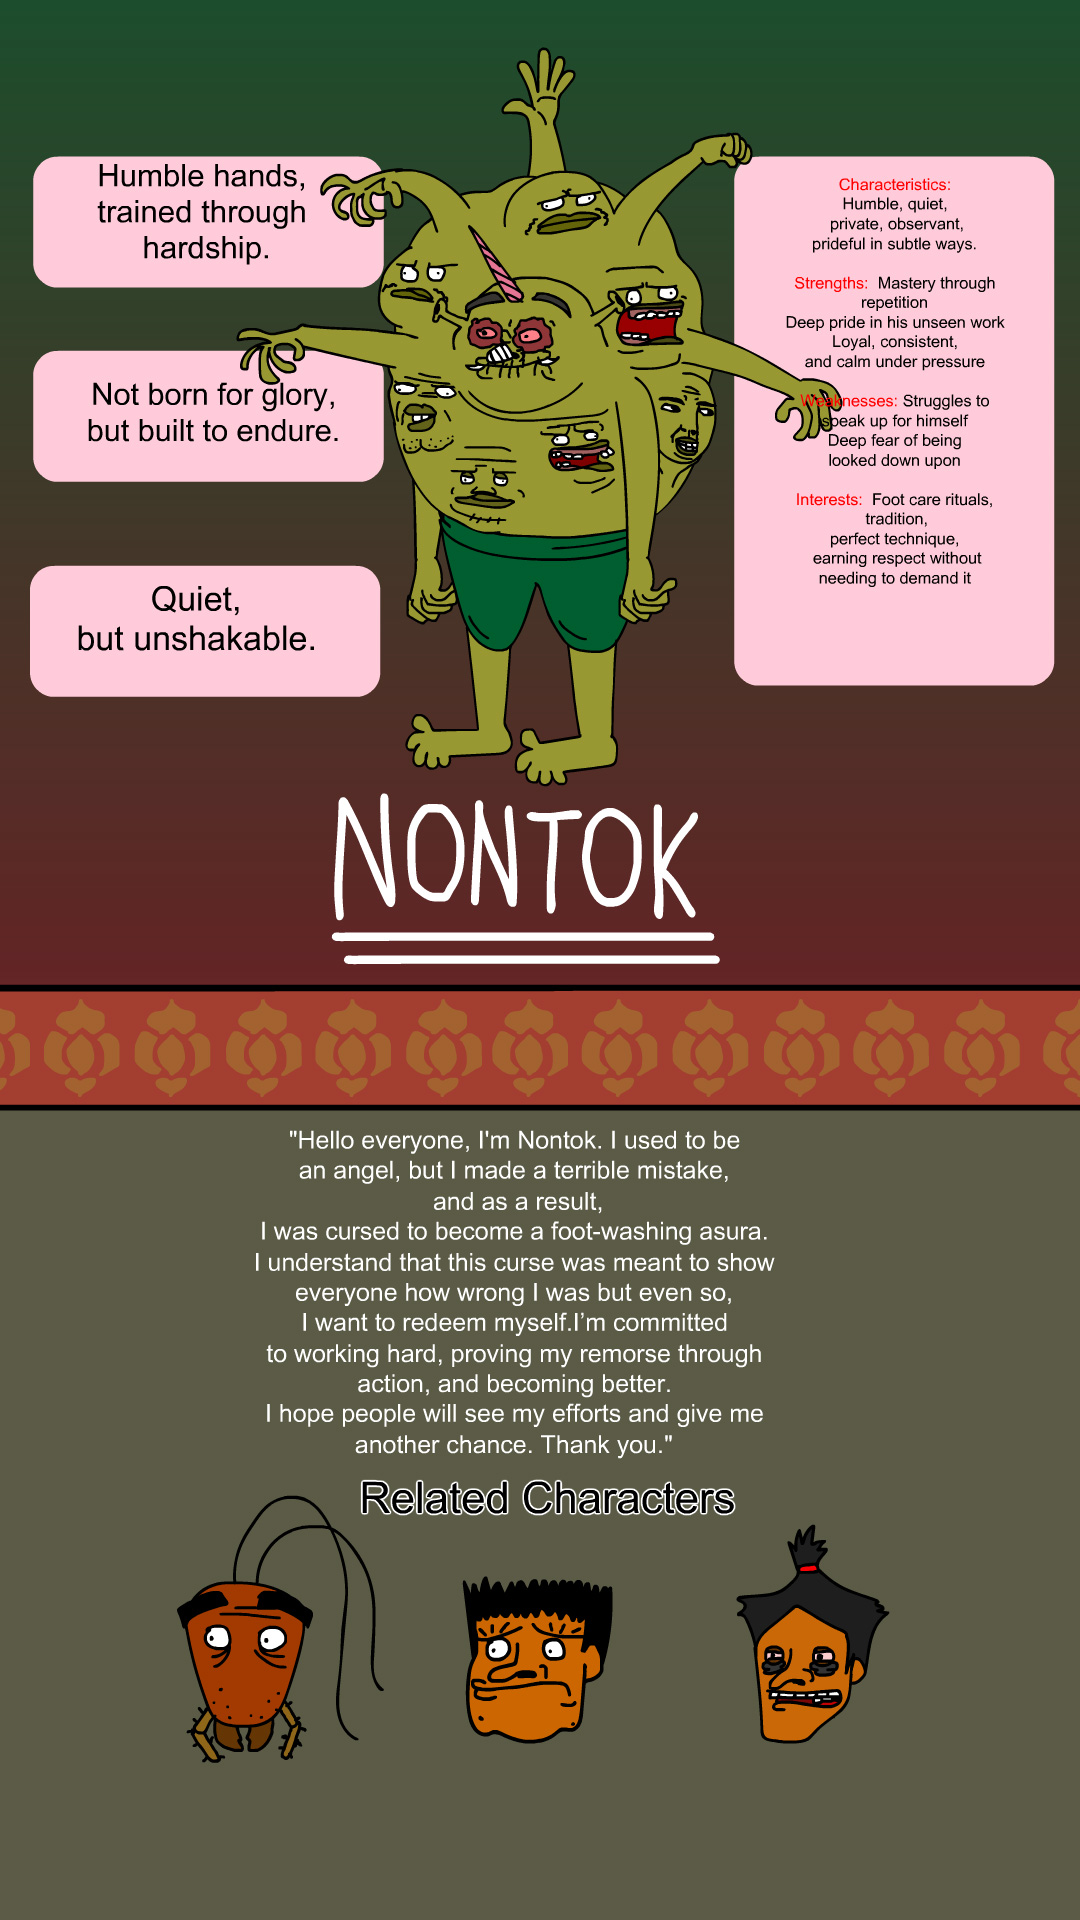 Humble hands,
trained through
hardship.
Not born for glory,
but built to endure.
Quiet,
but unshakable.
Characteristics:
Humble, quiet,
private, observant,
prideful in subtle ways.
Strengths: Mastery through
repetition
Deep pride in his unseen work
Loyal, consistent,
and calm under pressure
Weaknesses: Struggles to
speak up for himself
Deep fear of being
looked down upon
Interests: Foot care rituals,
tradition,
perfect technique,
earning respect without
needing to demand it
NONTOK
"Hello everyone, I'm Nontok. I used to be
an angel, but I made a terrible mistake,
and as a result,
I was cursed to become a foot-washing asura.
I understand that this curse was meant to show
everyone how wrong I was but even so,
I want to redeem myself.I’m committed
to working hard, proving my remorse through
action, and becoming better.
I hope people will see my efforts and give me
another chance. Thank you."
Related Characters